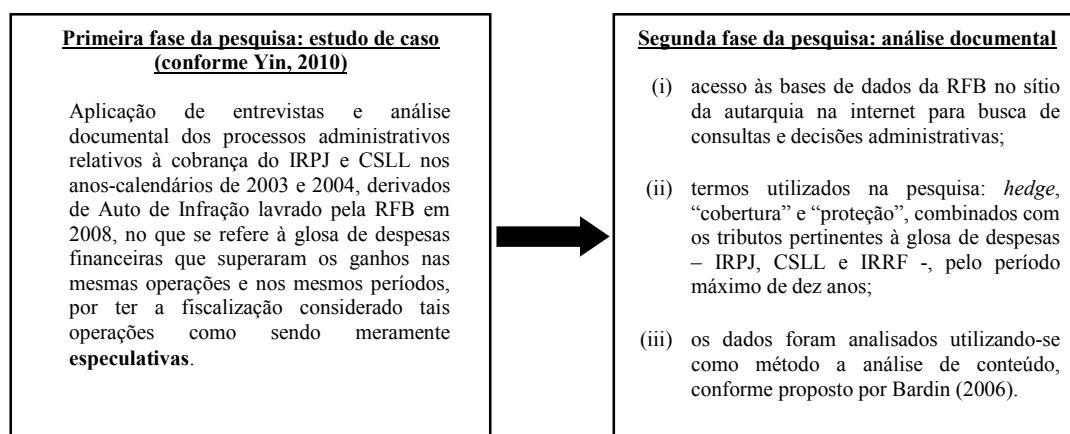 Primeira fase da pesquisa: estudo de caso
(conforme Yin, 2010)
Aplicação de entrevistas e análise
documental dos processos administrativos
relativos à cobrança do IRPJ e CSLL nos
anos-calendários de 2003 e 2004, derivados
de Auto de Infração lavrado pela RFB em
2008, no que se refere à glosa de despesas
financeiras que superaram os ganhos nas
mesmas operações e nos mesmos períodos,
por ter a fiscalização considerado tais
operações como sendo meramente
especulativas.
Segunda fase da pesquisa: análise documental
(i) acesso às bases de dados da RFB no sítio
da autarquia na internet para busca de
consultas e decisões administrativas;
(ii) termos utilizados na pesquisa: hedge,
“cobertura” e “proteção”, combinados com
os tributos pertinentes à glosa de despesas
– IRPJ, CSLL e IRRF -, pelo período
máximo de dez anos;
(iii) os dados foram analisados utilizando-se
como método a análise de conteúdo,
conforme proposto por Bardin (2006).